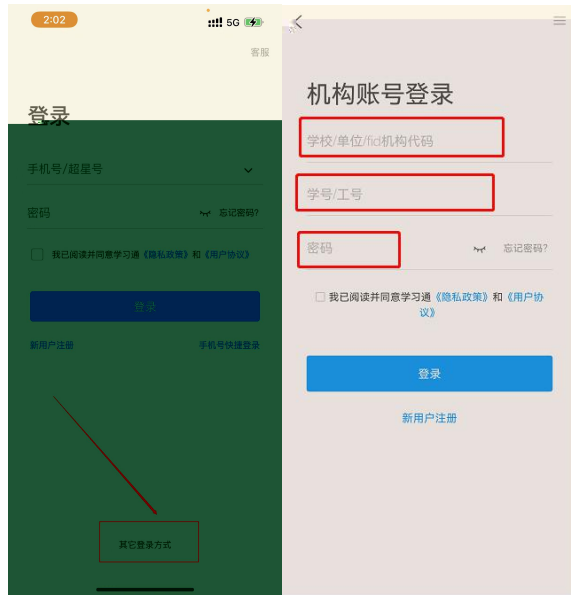 2:02
5G
客服
登录
手机号/超星号
密码
忘记密码?
我已阅读并同意学习通《隐私政策》和《用户协议》
登录
新用户注册
手机号快捷登录
其它登录方式
机构账号登录
学校/单位/fid机构代码
学号/工号
密码
忘记密码?
我已阅读并同意学习通《隐私政策》和《用户协
议》
登录
新用户注册